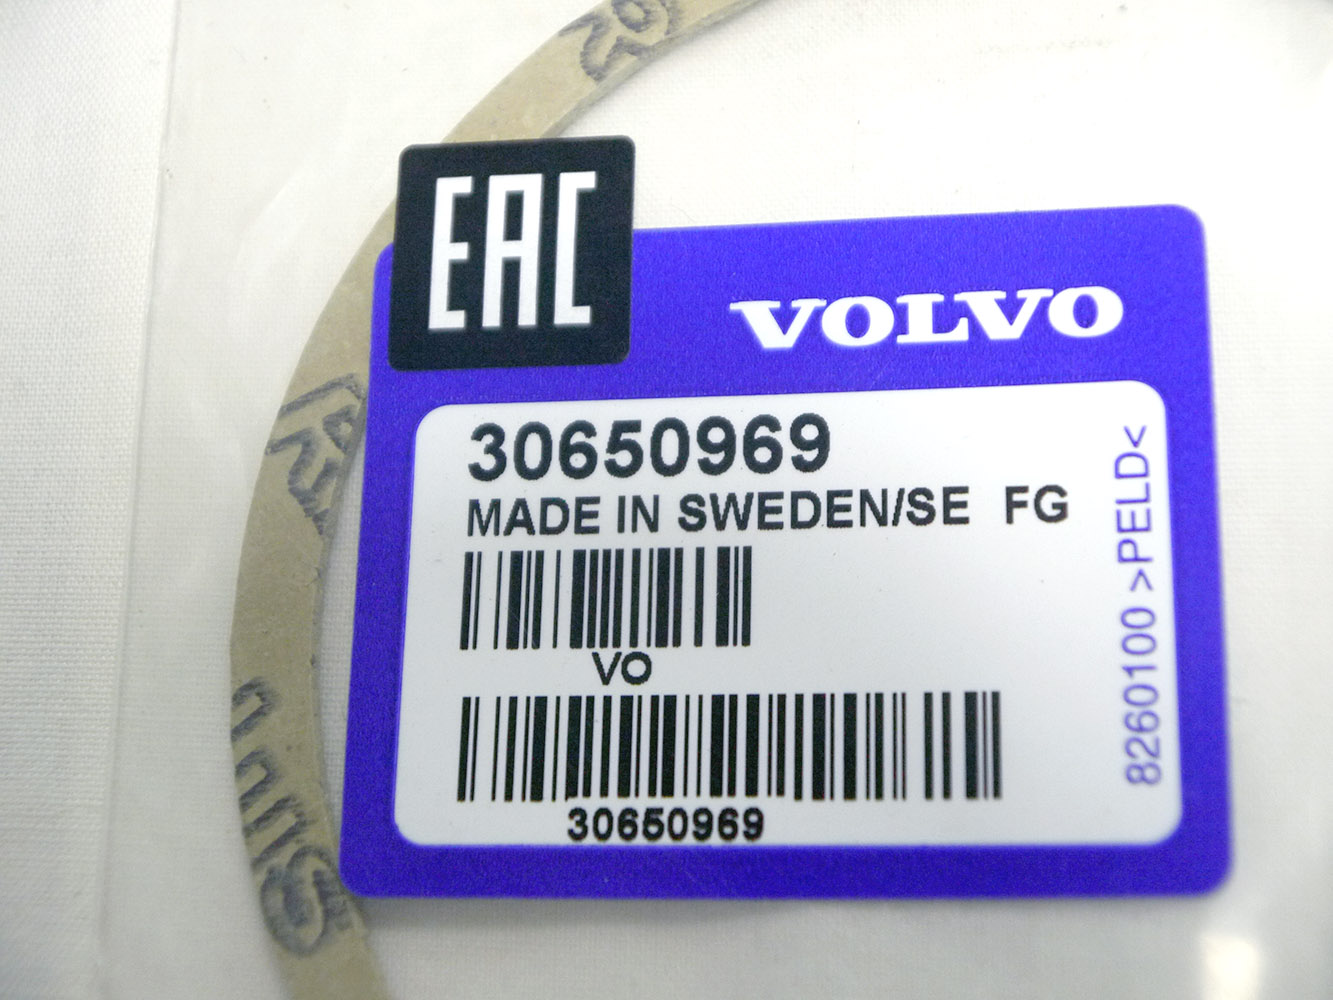 EAC
VOLVO
30650969
MADE IN SWEDEN/SE FG
VO
30650969
8260100 >PELD<